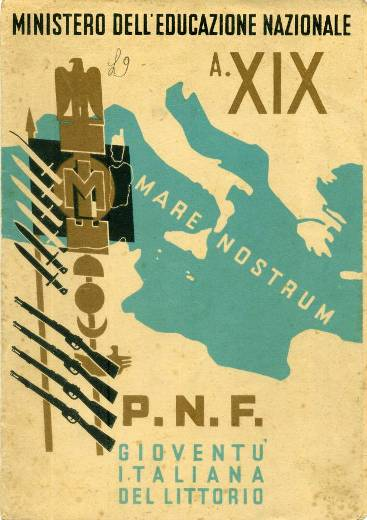 MINISTERO DELL'EDUCAZIONE NAZIONALE
A. XIX
M
MARE NOSTRUM
P.N.F.
GIOVENTU'
ITALIANA
DEL LITTORIO